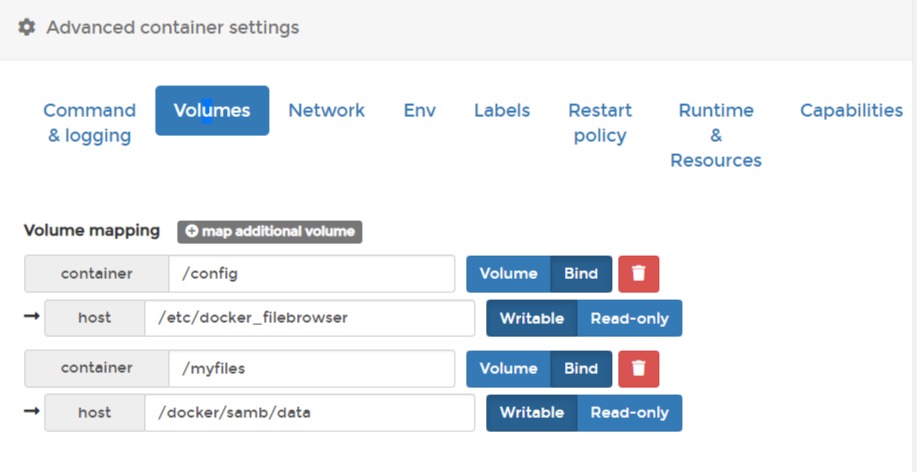 Advanced container settings
Command & logging
Volumes
Network
Env
Labels
Restart policy
Runtime & Resources
Capabilities
Volume mapping map additional volume
container /config Volume Bind
→ host /etc/docker_filebrowser Writable Read-only
container /myfiles Volume Bind
→ host /docker/samb/data Writable Read-only